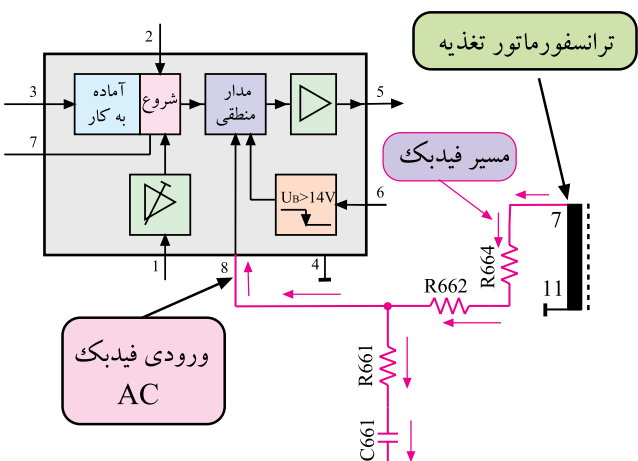 ترانسفورماتور تغذیه
2
3
آماده
به کار
شروع
مدار
منطقی
5
7
مسیر فیدبک
UB>14V
6
7
R664
11
1
8
4
R662
ورودی فیدبک
AC
R661
C661